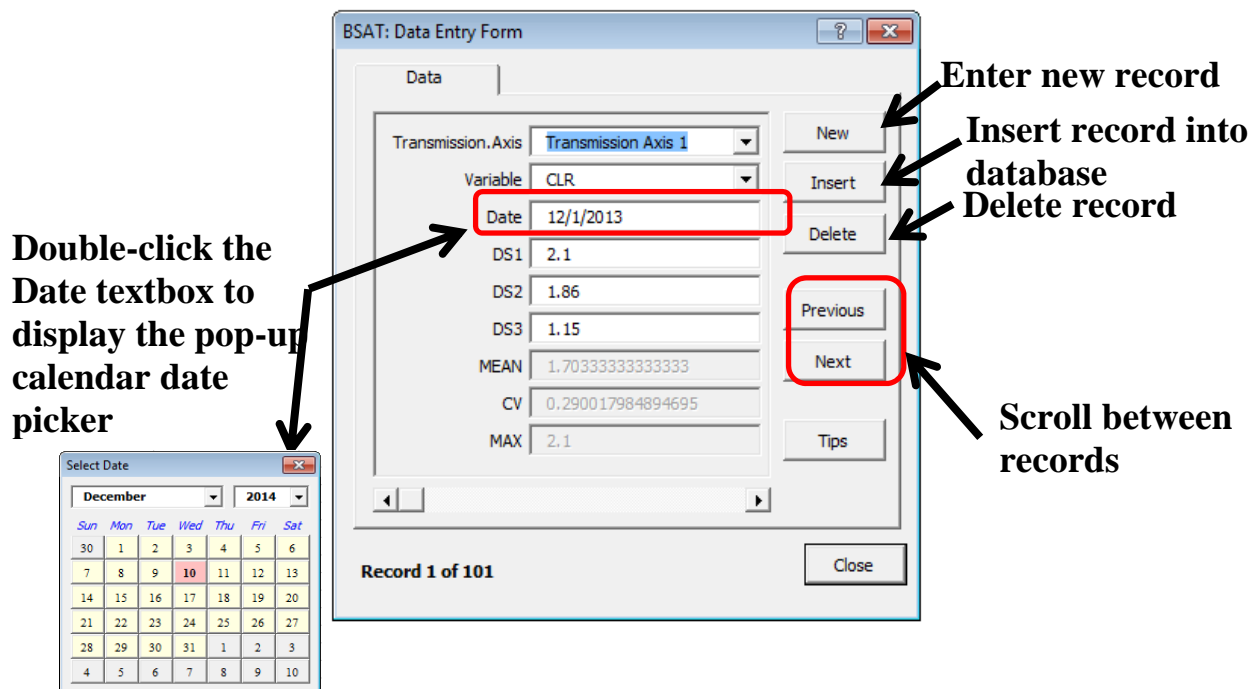 BSAT: Data Entry Form
?
Data
Transmission.Axis Transmission Axis 1
Variable CLR
Date 12/1/2013
DS1 2.1
DS2 1.86
DS3 1.15
MEAN 1.70333333333333
CV 0.290017984894695
MAX 2.1
New
Insert
Delete
Previous
Next
Tips
Record 1 of 101
Close
Enter new record
Insert record into
database
Delete record
Scroll between
records
Double-click the
Date textbox to
display the pop-up
calendar date
picker
Select Date
December 2014
Sun Mon Tue Wed Thu Fri Sat
30 1 2 3 4 5 6
7 8 9 10 11 12 13
14 15 16 17 18 19 20
21 22 23 24 25 26 27
28 29 30 31 1 2 3
4 5 6 7 8 9 10